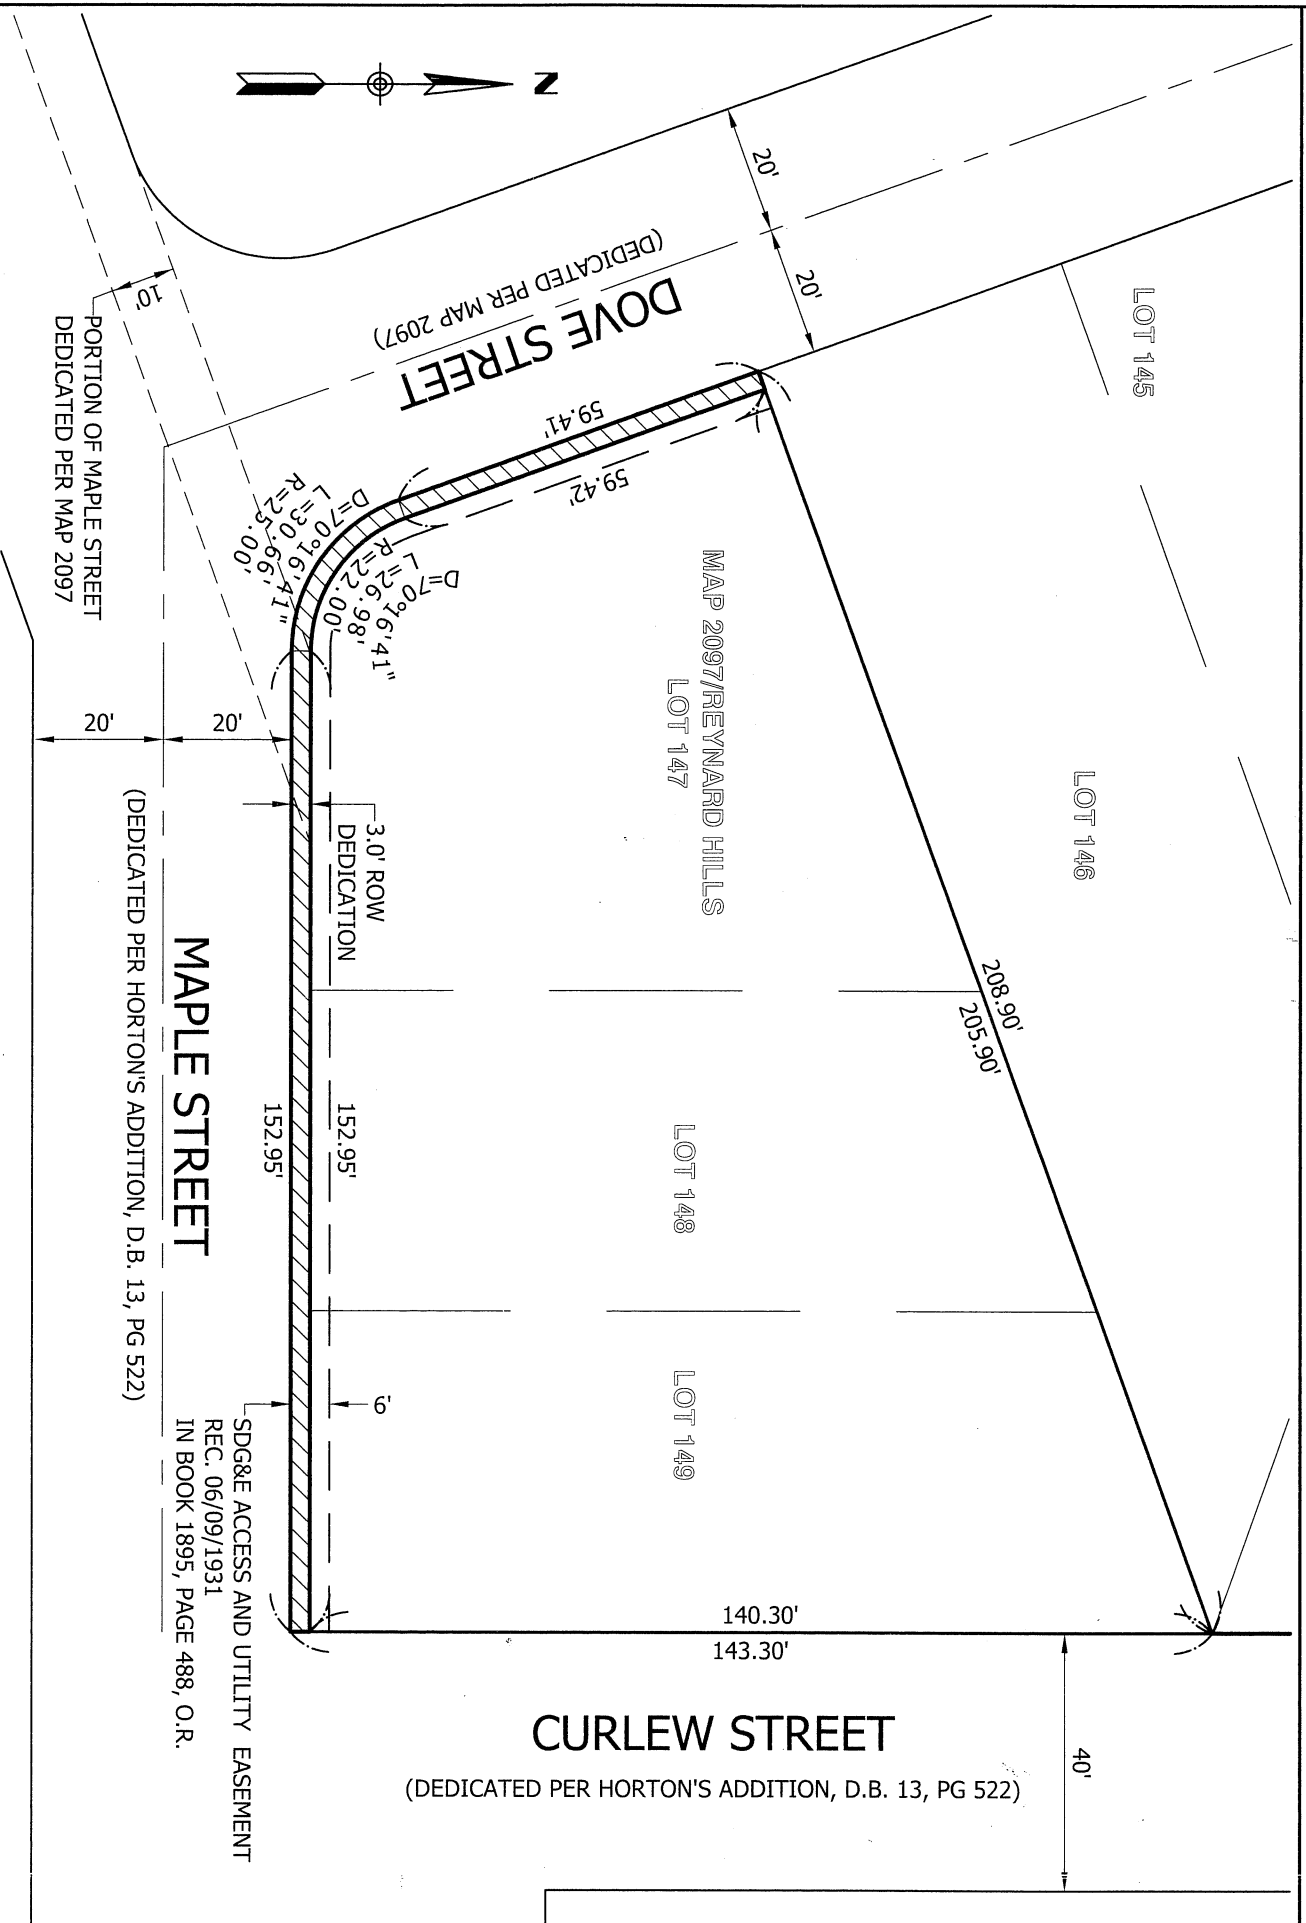 N
20'
20'
(DEDICATED PER MAP 2097)
DOVE STREET
LOT 145
10'
PORTION OF MAPLE STREET
DEDICATED PER MAP 2097
59.41'
59.42'
D=70°16'41"
L=30.66'
R=25.00'
D=70°16'41"
L=26.98'
R=22.00'
MAP 2097/REYNARD HILLS
LOT 147
LOT 146
20'
20'
3.0' ROW
DEDICATION
208.90'
205.90'
MAPLE STREET
(DEDICATED PER HORTON'S ADDITION, D.B. 13, PG 522)
152.95'
152.95'
LOT 148
LOT 149
6'
SDG&E ACCESS AND UTILITY EASEMENT
REC. 06/09/1931
IN BOOK 1895, PAGE 488, O.R.
140.30'
143.30'
CURLEW STREET
(DEDICATED PER HORTON'S ADDITION, D.B. 13, PG 522)
40'